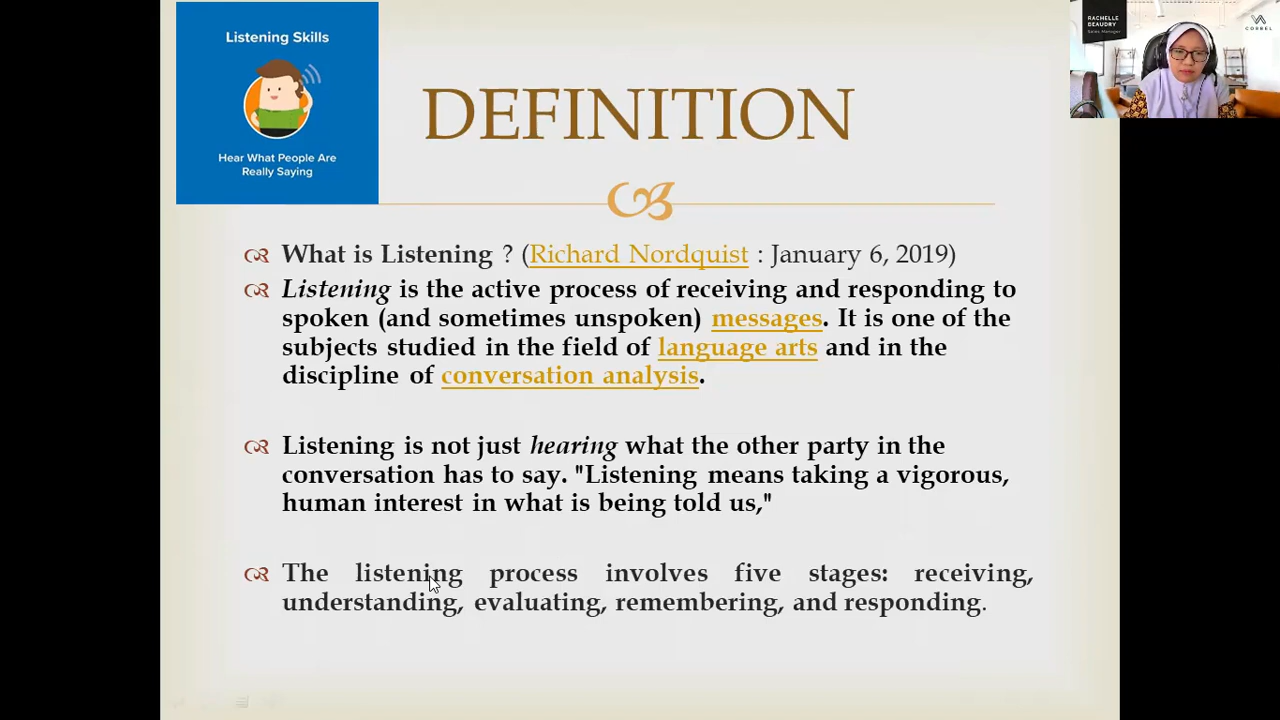 Listening Skills
Hear What People Are
Really Saying
DEFINITION
What is Listening ? (Richard Nordquist : January 6, 2019)
Listening is the active process of receiving and responding to
spoken (and sometimes unspoken) messages. It is one of the
subjects studied in the field of language arts and in the
discipline of conversation analysis.
Listening is not just hearing what the other party in the
conversation has to say. "Listening means taking a vigorous,
human interest in what is being told us,"
The listening process involves five stages: receiving,
understanding, evaluating, remembering, and responding.
RACHELLE
BEAUDRY
Sales Manager
CORBEL